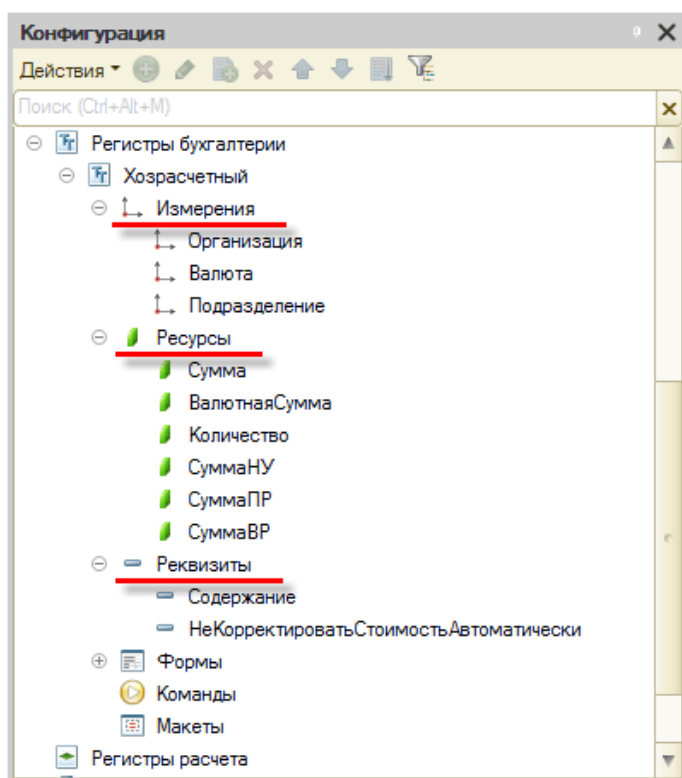 Конфигурация
Действия
Поиск (Ctrl+Alt+M)
Регистры бухгалтерии
Хозрасчетный
Измерения
Организация
Валюта
Подразделение
Ресурсы
Сумма
ВалютнаяСумма
Количество
СуммаНУ
СуммаПР
СуммаВР
Реквизиты
Содержание
НеКорректироватьСтоимостьАвтоматически
Формы
Команды
Макеты
Регистры расчета